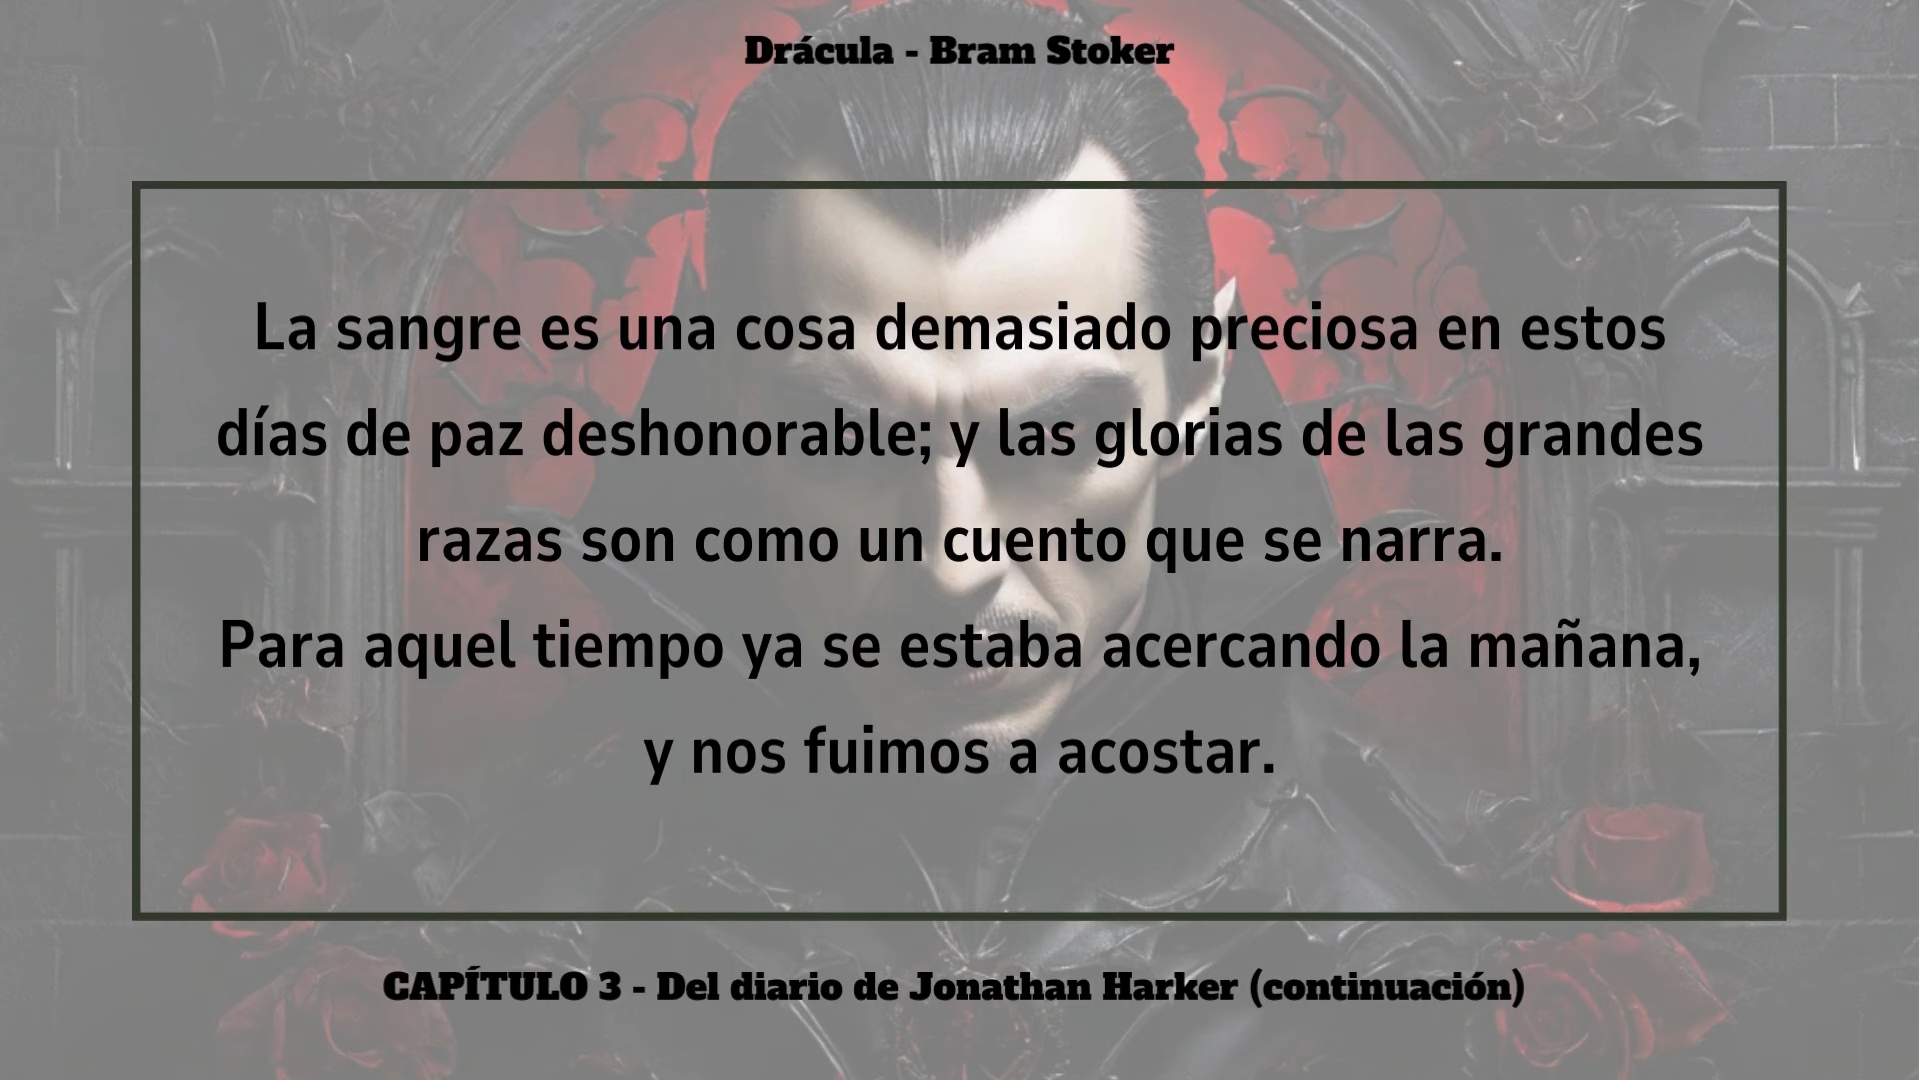 Drácula - Bram Stoker
La sangre es una cosa demasiado preciosa en estos
días de paz deshonorable; y las glorias de las grandes
razas son como un cuento que se narra.
Para aquel tiempo ya se estaba acercando la mañana,
y nos fuimos a acostar.
CAPÍTULO 3 - Del diario de Jonathan Harker (continuación)